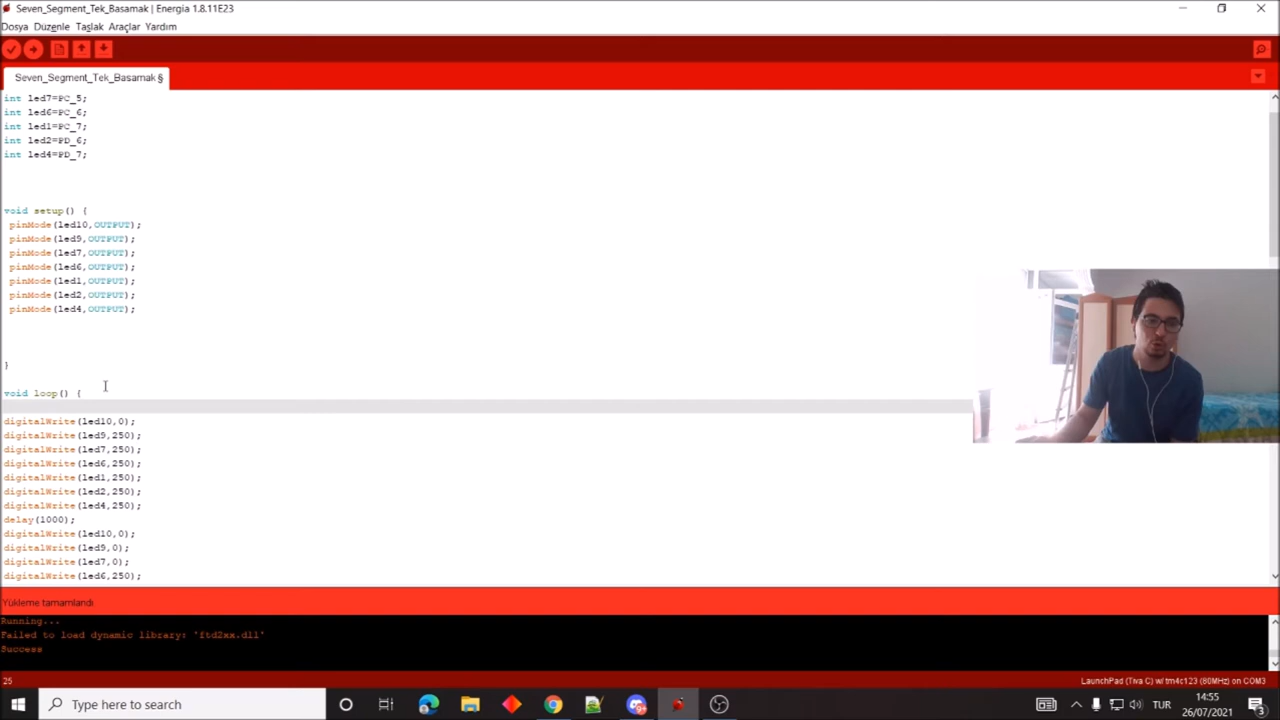 Seven_Segment_Tek_Basamak | Energia 1.8.11E23
Dosya Düzenle Taslak Araçlar Yardım
Seven_Segment_Tek_Basamak §
int led7=PC_5;
int led6=PC_6;
int led1=PC_7;
int led2=PD_6;
int led4=PD_7;
void setup() {
pinMode(led10,OUTPUT);
pinMode(led9,OUTPUT);
pinMode(led7,OUTPUT);
pinMode(led6,OUTPUT);
pinMode(led1,OUTPUT);
pinMode(led2,OUTPUT);
pinMode(led4,OUTPUT);
}
void loop() {
digitalWrite(led10,0);
digitalWrite(led9,250);
digitalWrite(led7,250);
digitalWrite(led6,250);
digitalWrite(led1,250);
digitalWrite(led2,250);
digitalWrite(led4,250);
delay(1000);
digitalWrite(led10,0);
digitalWrite(led9,0);
digitalWrite(led7,0);
digitalWrite(led6,250);
Yükleme tamamlandı
Running...
Failed to load dynamic library: 'ftd2xx.dll'
Success
25
LaunchPad (Tiva C) w/ tm4c123 (80MHz) on COM3
Type here to search
TUR
14:55
26/07/2021
3